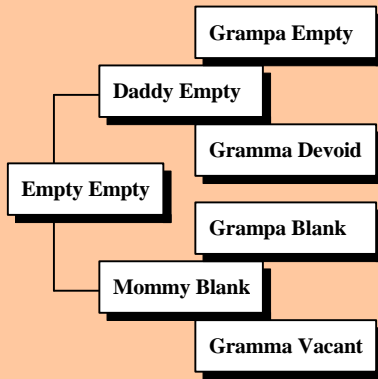 Grampa Empty
Daddy Empty
Gramma Devoid
Empty Empty
Grampa Blank
Mommy Blank
Gramma Vacant